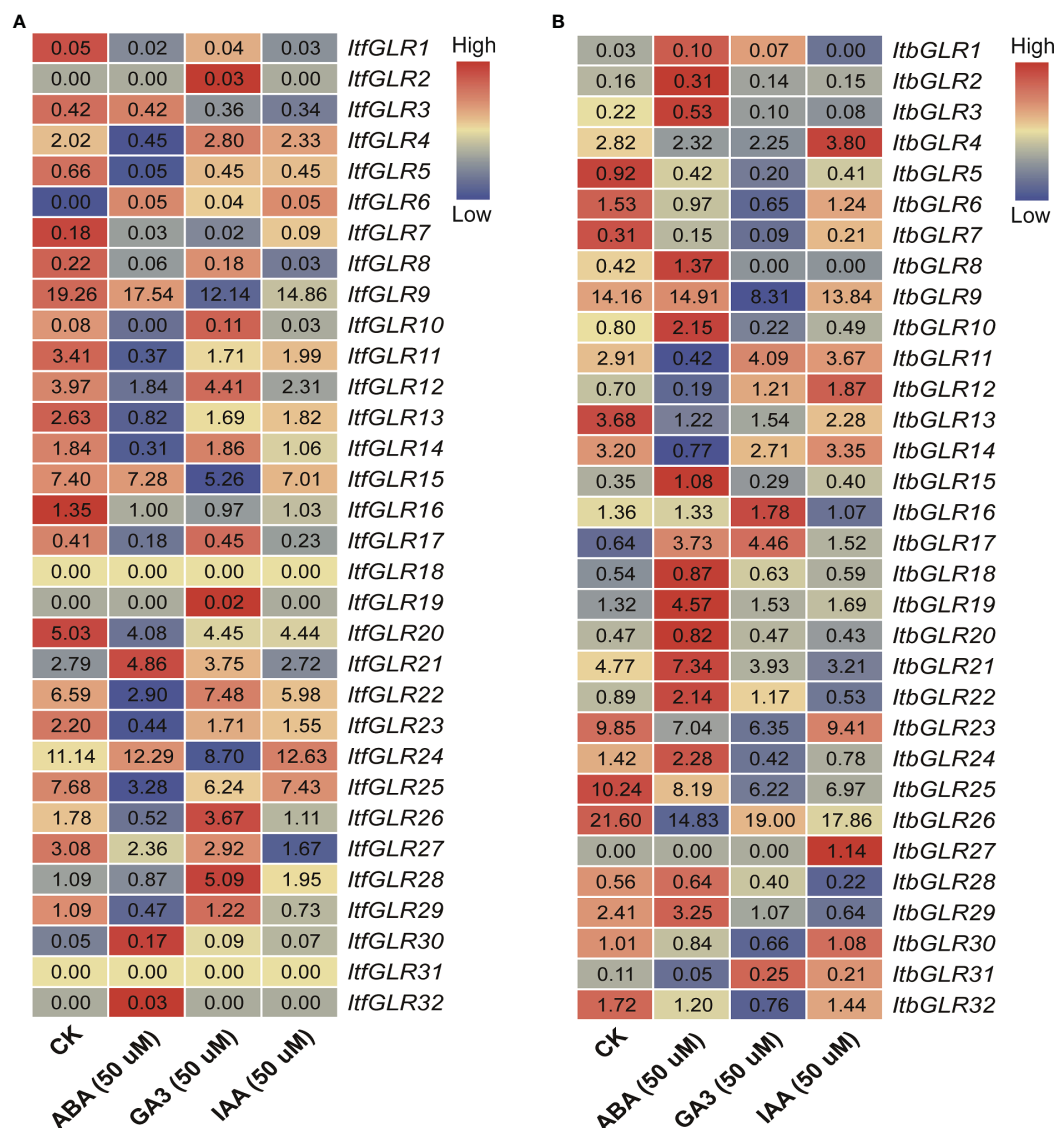 A
0.05 0.02 0.04 0.03 ItfGLR1
0.00 0.00 0.03 0.00 ItfGLR2
0.42 0.42 0.36 0.34 ItfGLR3
2.02 0.45 2.80 2.33 ItfGLR4
0.66 0.05 0.45 0.45 ItfGLR5
0.00 0.05 0.04 0.05 ItfGLR6
0.18 0.03 0.02 0.09 ItfGLR7
0.22 0.06 0.18 0.03 ItfGLR8
19.26 17.54 12.14 14.86 ItfGLR9
0.08 0.00 0.11 0.03 ItfGLR10
3.41 0.37 1.71 1.99 ItfGLR11
3.97 1.84 4.41 2.31 ItfGLR12
2.63 0.82 1.69 1.82 ItfGLR13
1.84 0.31 1.86 1.06 ItfGLR14
7.40 7.28 5.26 7.01 ItfGLR15
1.35 1.00 0.97 1.03 ItfGLR16
0.41 0.18 0.45 0.23 ItfGLR17
0.00 0.00 0.00 0.00 ItfGLR18
0.00 0.00 0.02 0.00 ItfGLR19
5.03 4.08 4.45 4.44 ItfGLR20
2.79 4.86 3.75 2.72 ItfGLR21
6.59 2.90 7.48 5.98 ItfGLR22
2.20 0.44 1.71 1.55 ItfGLR23
11.14 12.29 8.70 12.63 ItfGLR24
7.68 3.28 6.24 7.43 ItfGLR25
1.78 0.52 3.67 1.11 ItfGLR26
3.08 2.36 2.92 1.67 ItfGLR27
1.09 0.87 5.09 1.95 ItfGLR28
1.09 0.47 1.22 0.73 ItfGLR29
0.05 0.17 0.09 0.07 ItfGLR30
0.00 0.00 0.00 0.00 ItfGLR31
0.00 0.03 0.00 0.00 ItfGLR32
CK
ABA (50 uM)
GA3 (50 uM)
IAA (50 uM)
High
Low
B
0.03 0.10 0.07 0.00 ItbGLR1
0.16 0.31 0.14 0.15 ItbGLR2
0.22 0.53 0.10 0.08 ItbGLR3
2.82 2.32 2.25 3.80 ItbGLR4
0.92 0.42 0.20 0.41 ItbGLR5
1.53 0.97 0.65 1.24 ItbGLR6
0.31 0.15 0.09 0.21 ItbGLR7
0.42 1.37 0.00 0.00 ItbGLR8
14.16 14.91 8.31 13.84 ItbGLR9
0.80 2.15 0.22 0.49 ItbGLR10
2.91 0.42 4.09 3.67 ItbGLR11
0.70 0.19 1.21 1.87 ItbGLR12
3.68 1.22 1.54 2.28 ItbGLR13
3.20 0.77 2.71 3.35 ItbGLR14
0.35 1.08 0.29 0.40 ItbGLR15
1.36 1.33 1.78 1.07 ItbGLR16
0.64 3.73 4.46 1.52 ItbGLR17
0.54 0.87 0.63 0.59 ItbGLR18
1.32 4.57 1.53 1.69 ItbGLR19
0.47 0.82 0.47 0.43 ItbGLR20
4.77 7.34 3.93 3.21 ItbGLR21
0.89 2.14 1.17 0.53 ItbGLR22
9.85 7.04 6.35 9.41 ItbGLR23
1.42 2.28 0.42 0.78 ItbGLR24
10.24 8.19 6.22 6.97 ItbGLR25
21.60 14.83 19.00 17.86 ItbGLR26
0.00 0.00 0.00 1.14 ItbGLR27
0.56 0.64 0.40 0.22 ItbGLR28
2.41 3.25 1.07 0.64 ItbGLR29
1.01 0.84 0.66 1.08 ItbGLR30
0.11 0.05 0.25 0.21 ItbGLR31
1.72 1.20 0.76 1.44 ItbGLR32
CK
ABA (50 uM)
GA3 (50 uM)
IAA (50 uM)
High
Low